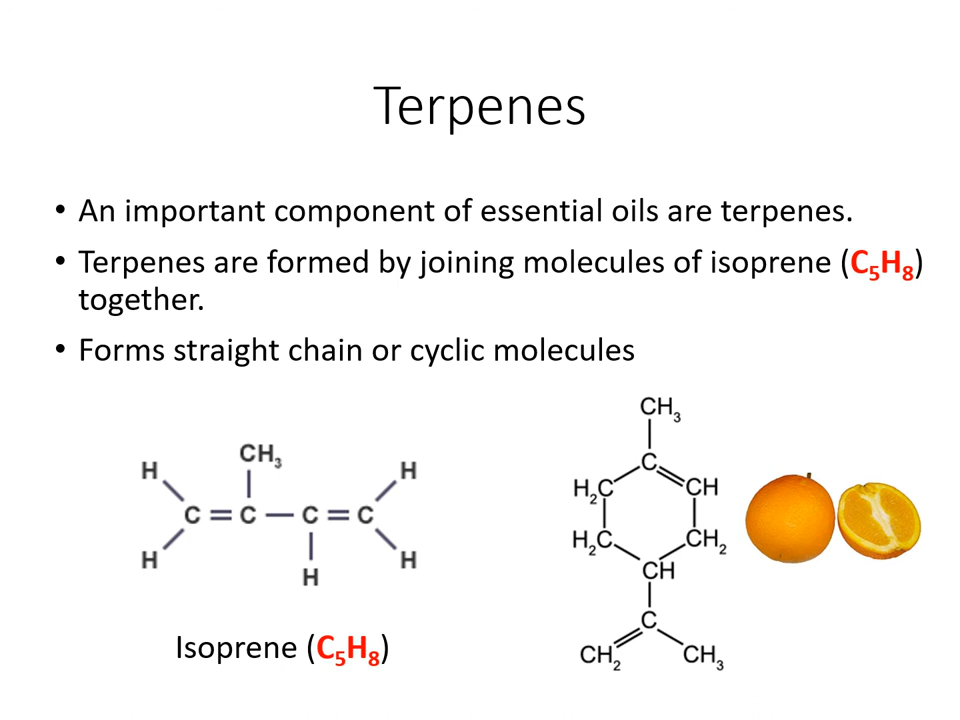 Terpenes
• An important component of essential oils are terpenes.
• Terpenes are formed by joining molecules of isoprene (C₅H₈)
together.
• Forms straight chain or cyclic molecules
CH₃
CH₃
H H
C = C – C = C
H H
H
C
H₂C CH
H₂C CH₂
CH
C
CH₂ CH₃
Isoprene (C₅H₈)